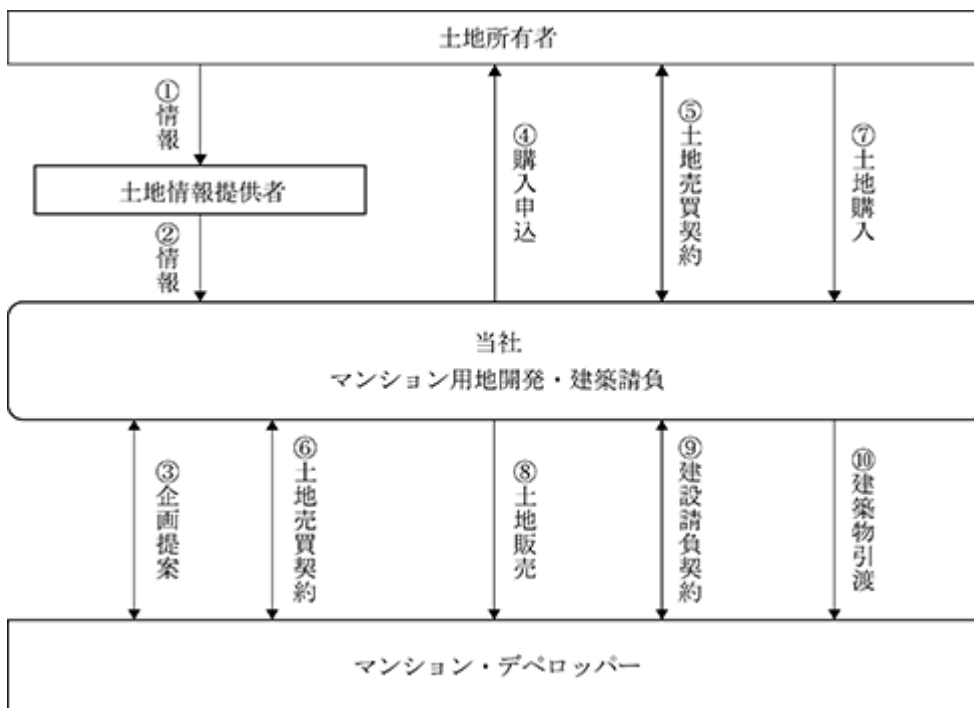 土地所有者
①情報
④購入申込
⑤土地売買契約
⑦土地購入
土地情報提供者
②情報
当社
マンション用地開発・建築請負
③企画提案
⑥土地売買契約
⑧土地販売
⑨建設請負契約
⑩建築物引渡
マンション・デベロッパー